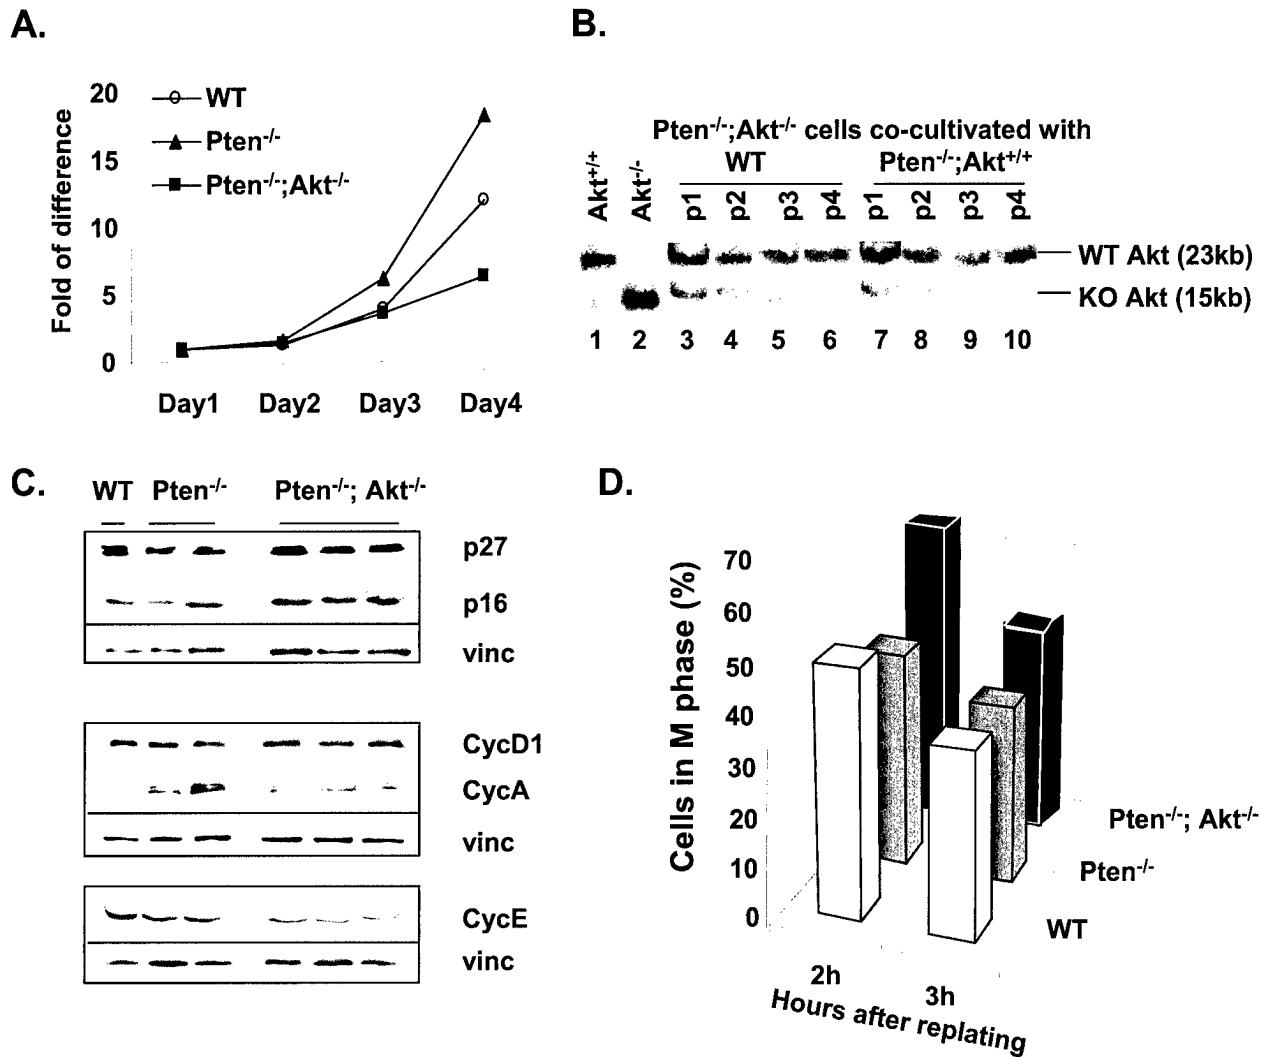 A.
20
15
10
5
0
Fold of difference
WT
Pten-/-
Pten-/-;Akt-/-
Day1 Day2 Day3 Day4
B.
Pten-/-;Akt-/- cells co-cultivated with
WT Pten-/-;Akt+/+
Akt+/+ Akt-/- p1 p2 p3 p4 p1 p2 p3 p4
WT Akt (23kb)
KO Akt (15kb)
1 2 3 4 5 6 7 8 9 10
C.
WT Pten-/- Pten-/-; Akt-/-
p27
p16
vinc
CycD1
CycA
vinc
CycE
vinc
D.
Cells in M phase (%)
70
60
50
40
30
20
10
0
Pten-/-; Akt-/-
Pten-/-
WT
2h
3h
Hours after replating